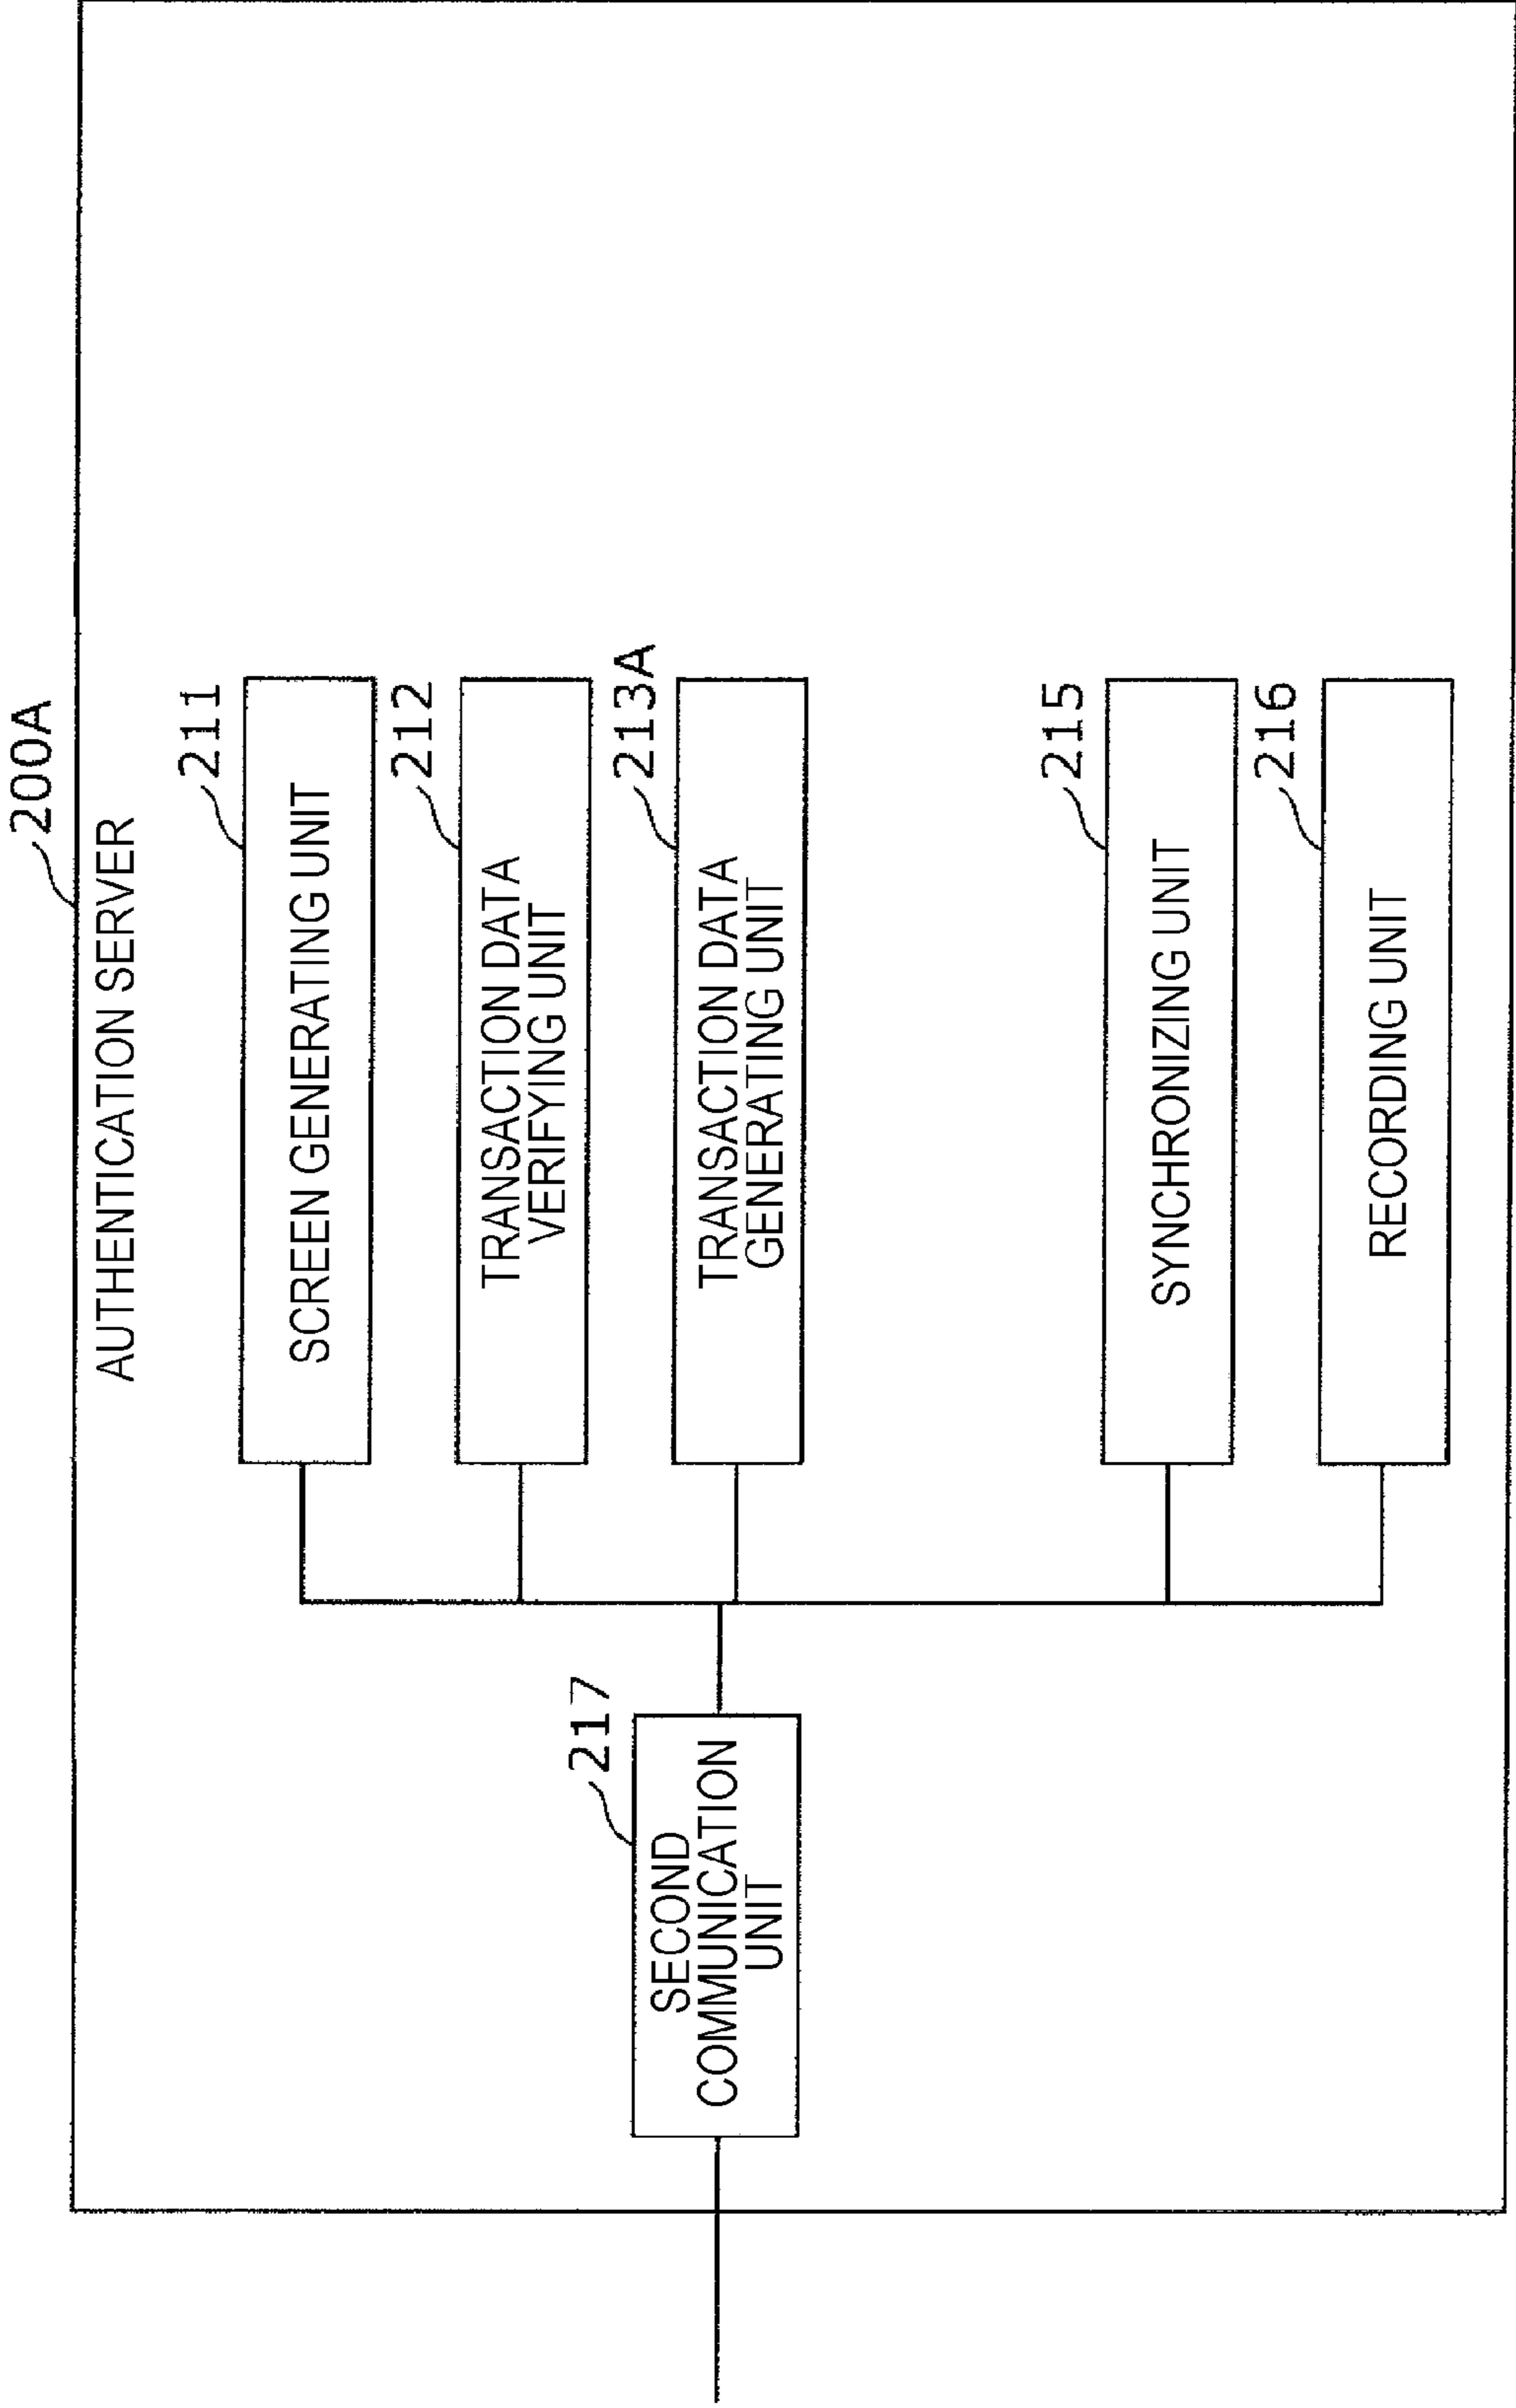 200A
AUTHENTICATION SERVER
211
SCREEN GENERATING UNIT
212
TRANSACTION DATA
VERIFYING UNIT
213A
TRANSACTION DATA
GENERATING UNIT
217
SECOND
COMMUNICATION
UNIT
215
SYNCHRONIZING UNIT
216
RECORDING UNIT